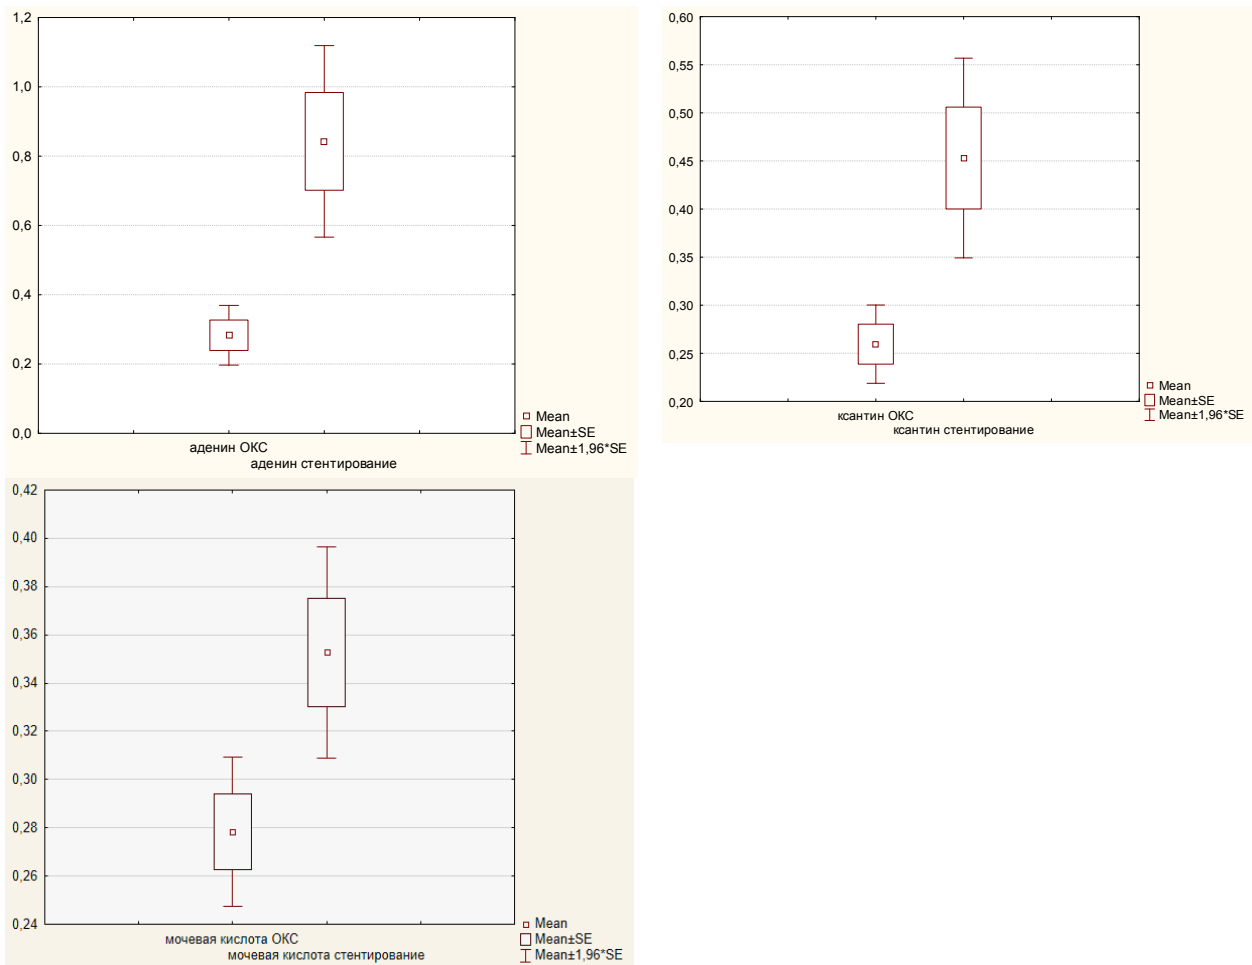 1,2
1,0
0,8
0,6
0,4
0,2
0,0
аденин ОКС
аденин стентирование
Mean
Mean±SE
Mean±1,96*SE
0,60
0,55
0,50
0,45
0,40
0,35
0,30
0,25
0,20
ксантин ОКС
ксантин стентирование
Mean
Mean±SE
Mean±1,96*SE
0,42
0,40
0,38
0,36
0,34
0,32
0,30
0,28
0,26
0,24
мочевая кислота ОКС
мочевая кислота стентирование
Mean
Mean±SE
Mean±1,96*SE